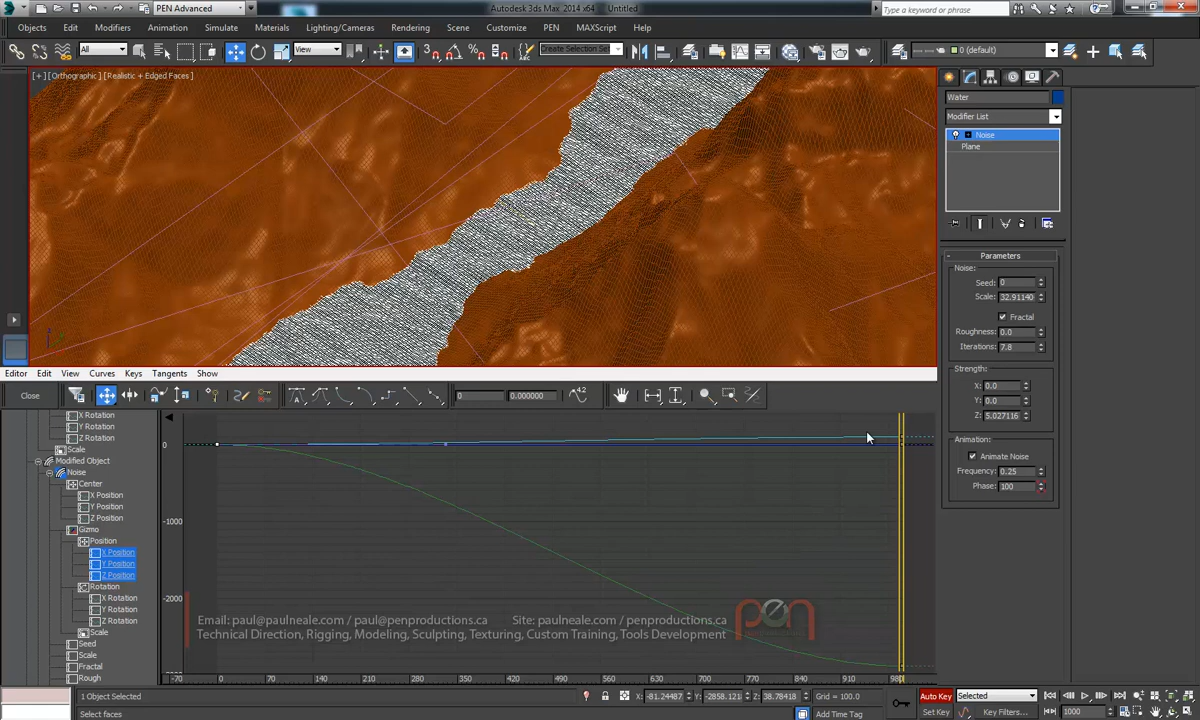 PEN Advanced
Autodesk 3ds Max 2014 x64    Untitled
Type a keyword or phrase
Objects Edit Modifiers Animation Simulate Materials Lighting/Cameras Rendering Scene Customize PEN MAXScript Help
All View Create Selection Set 0 (default)
[+] [Orthographic] [Realistic + Edged Faces]
Water
Modifier List
Noise
Plane
Parameters
Noise:
Seed: 0
Scale: 32.91140
Fractal
Roughness: 0.0
Iterations: 7.8
Strength:
X: 0.0
Y: 0.0
Z: 5.027116
Animation:
Animate Noise
Frequency: 0.25
Phase: 100
Editor Edit View Curves Keys Tangents Show
Close 0 0.000000
X Rotation
Y Rotation
Z Rotation
Scale
Modified Object
Noise
Center
X Position
Y Position
Z Position
Gizmo
Position
X Position
Y Position
Z Position
Rotation
X Rotation
Y Rotation
Z Rotation
Scale
Seed
Scale
Fractal
Rough
0
-1000
-2000
-70 0 70 140 210 280 350 420 490 560 630 700 770 840 910 980
Email: paul@paulneale.com / paul@penproductions.ca Site: paulneale.com / penproductions.ca
Technical Direction, Rigging, Modeling, Sculpting, Texturing, Custom Training, Tools Development
pen
1 Object Selected X: -81.24487 Y: -2858.121 Z: 38.78418 Grid = 100.0 Auto Key Selected
Select faces Add Time Tag Set Key Key Filters... 1000